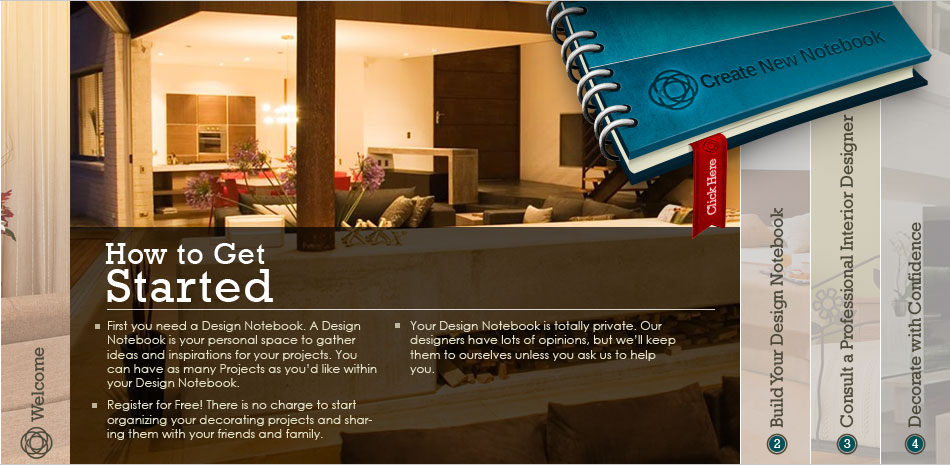 Create New Notebook
Click Here
How to Get
Started
First you need a Design Notebook. A Design
Notebook is your personal space to gather
ideas and inspirations for your projects. You
can have as many Projects as you'd like within
your Design Notebook.
Register for Free! There is no charge to start
organizing your decorating projects and shar-
ing them with your friends and family.
Your Design Notebook is totally private. Our
designers have lots of opinions, but we'll keep
them to ourselves unless you ask us to help
you.
Welcome
2 Build Your Design Notebook
3 Consult a Professional Interior Designer
4 Decorate with Confidence